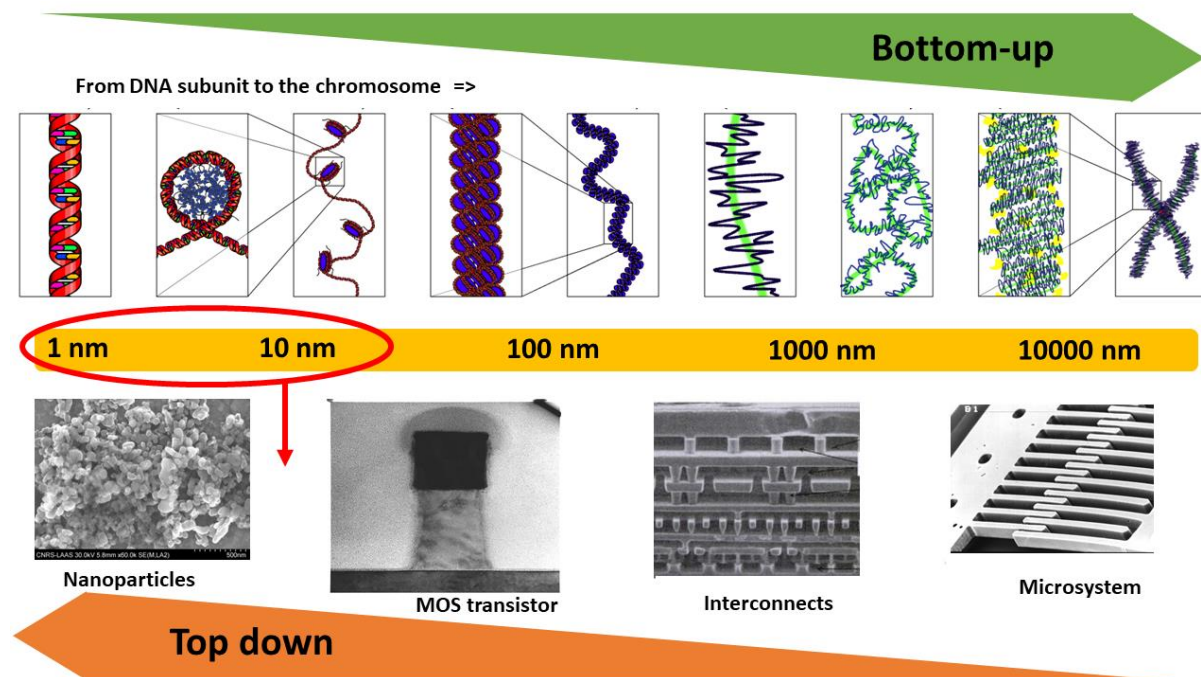 Bottom-up
From DNA subunit to the chromosome =>
1 nm
10 nm
100 nm
1000 nm
10000 nm
CNRS-LAAS 30.0kV 5.8mm x60.0k SE(M,LA2)
500nm
Nanoparticles
MOS transistor
Interconnects
Microsystem
Top down